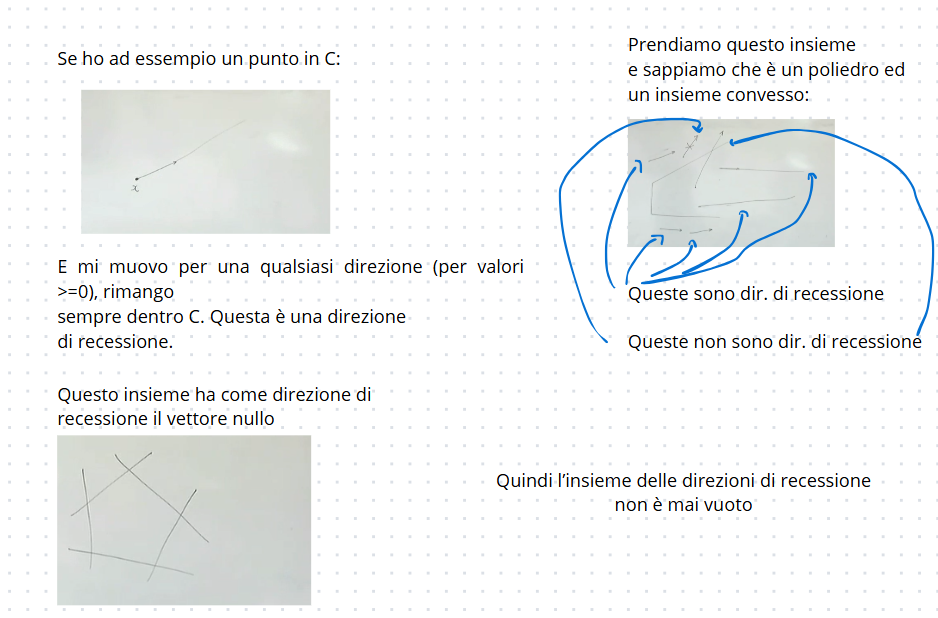 Se ho ad essempio un punto in C:
x
E mi muovo per una qualsiasi direzione (per valori
>=0), rimango
sempre dentro C. Questa è una direzione
di recessione.
Questo insieme ha come direzione di
recessione il vettore nullo
Prendiamo questo insieme
e sappiamo che è un poliedro ed
un insieme convesso:
Queste sono dir. di recessione
Queste non sono dir. di recessione
Quindi l’insieme delle direzioni di recessione
non è mai vuoto